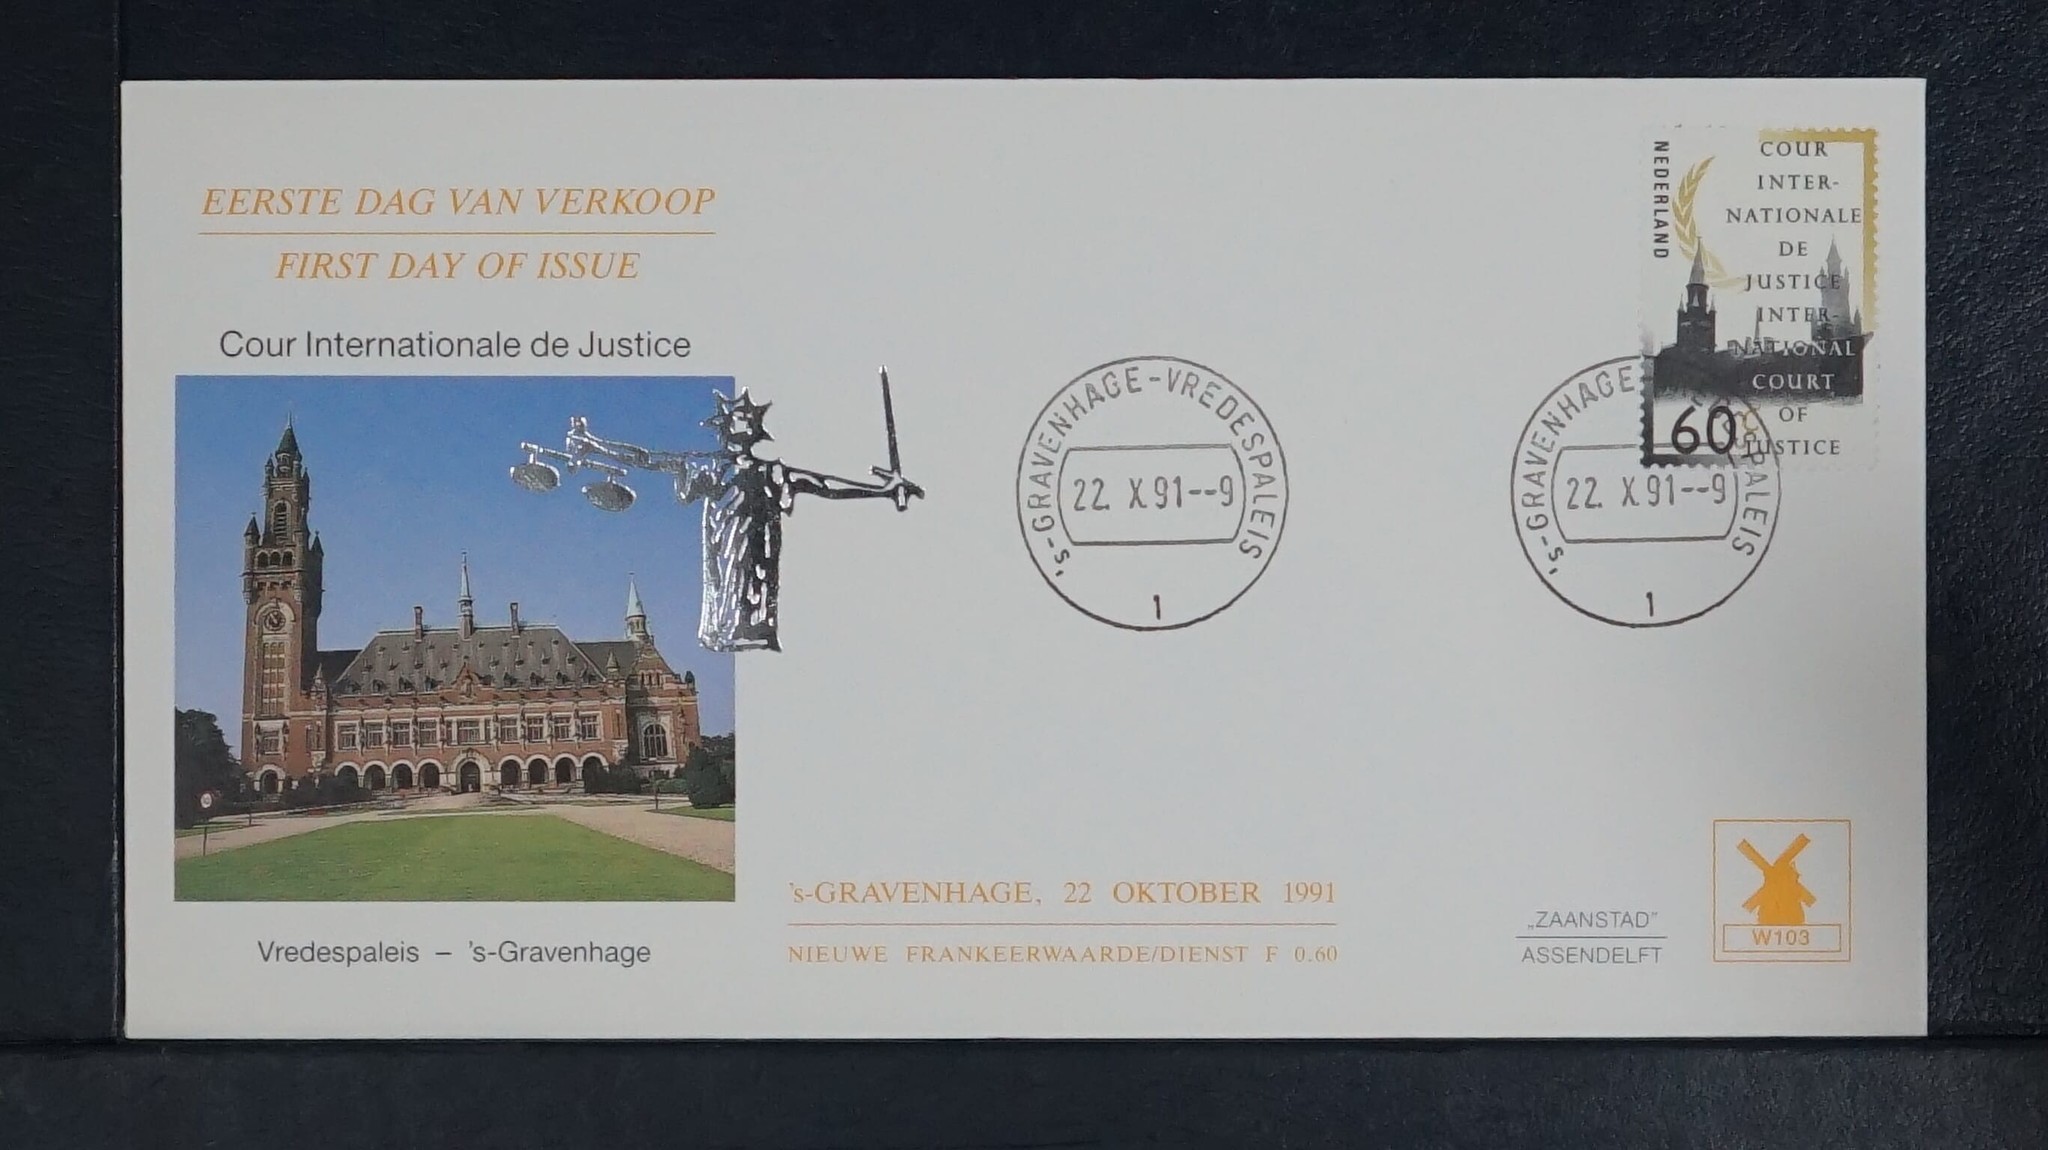 EERSTE DAG VAN VERKOOP
FIRST DAY OF ISSUE
Cour Internationale de Justice
Vredespaleis – 's-Gravenhage
's-GRAVENHAGE-VREDESPALEIS
22. X.91--9
1
's-GRAVENHAGE-
PALEIS
22. X.91--9
1
NEDERLAND
COUR
INTER-
NATIONALE
DE
JUSTICE
INTER-
NATIONAL
COURT
OF
JUSTICE
60
's-GRAVENHAGE, 22 OKTOBER 1991
NIEUWE FRANKEERWAARDE/DIENST F 0.60
„ZAANSTAD”
ASSENDELFT
W103